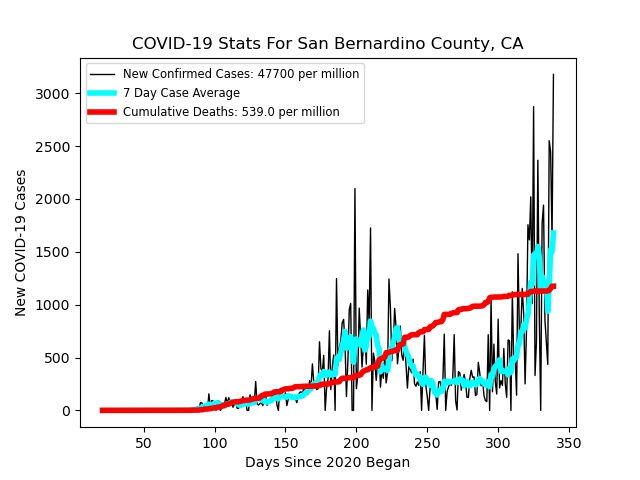 COVID-19 Stats For San Bernardino County, CA
New Confirmed Cases: 47700 per million
7 Day Case Average
Cumulative Deaths: 539.0 per million
New COVID-19 Cases
3000
2500
2000
1500
1000
500
0
50 100 150 200 250 300 350
Days Since 2020 Began